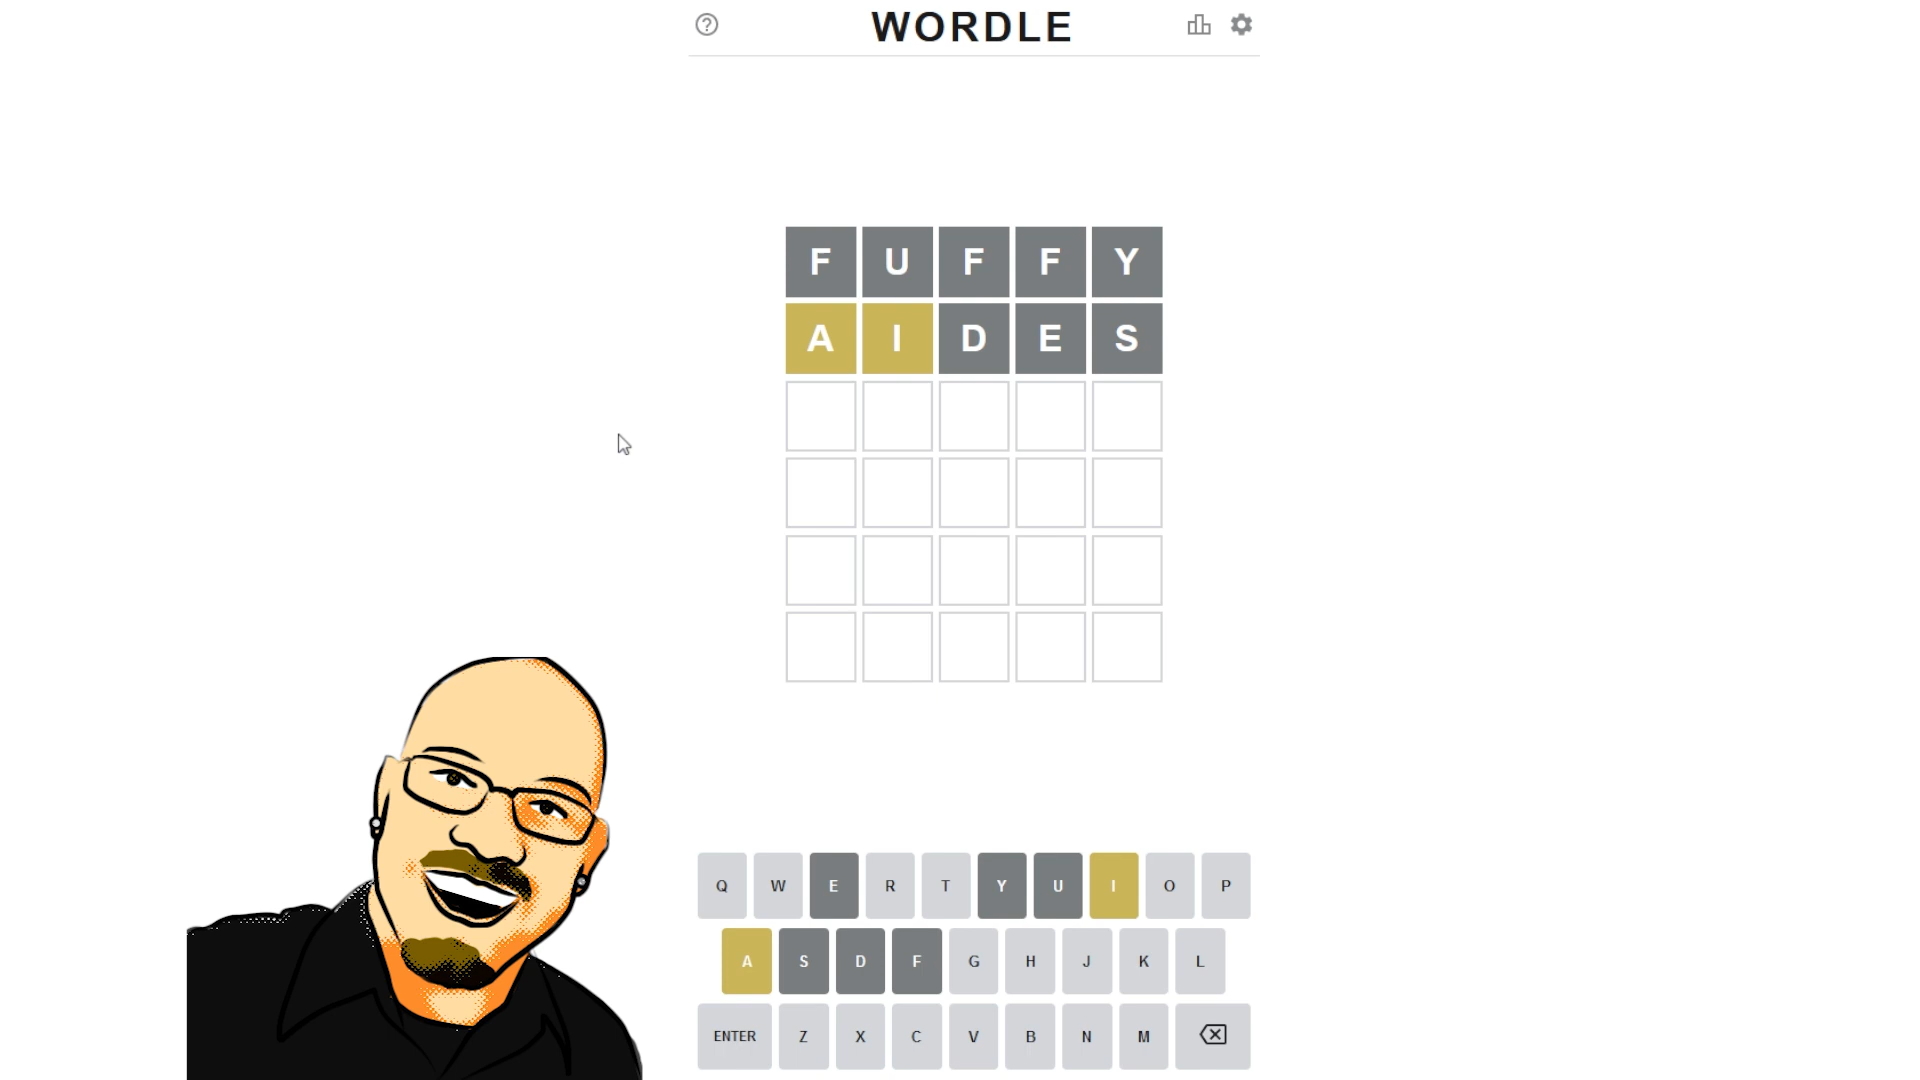 WORDLE
F U F F Y
A I D E S
Q W E R T Y U I O P
A S D F G H J K L
ENTER Z X C V B N M